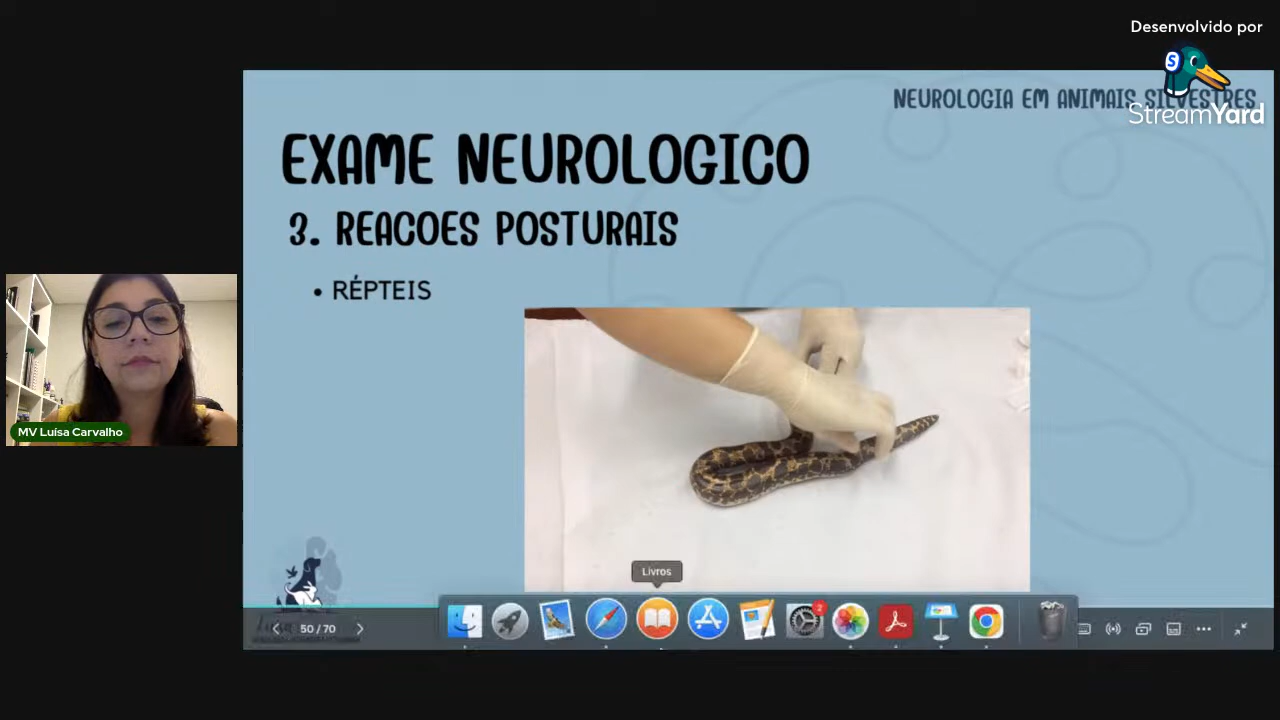 Desenvolvido por
StreamYard
NEUROLOGIA EM ANIMAIS SILVESTRES
EXAME NEUROLOGICO
3. REACOES POSTURAIS
• RÉPTEIS
MV Luísa Carvalho
Livros
2
50 / 70